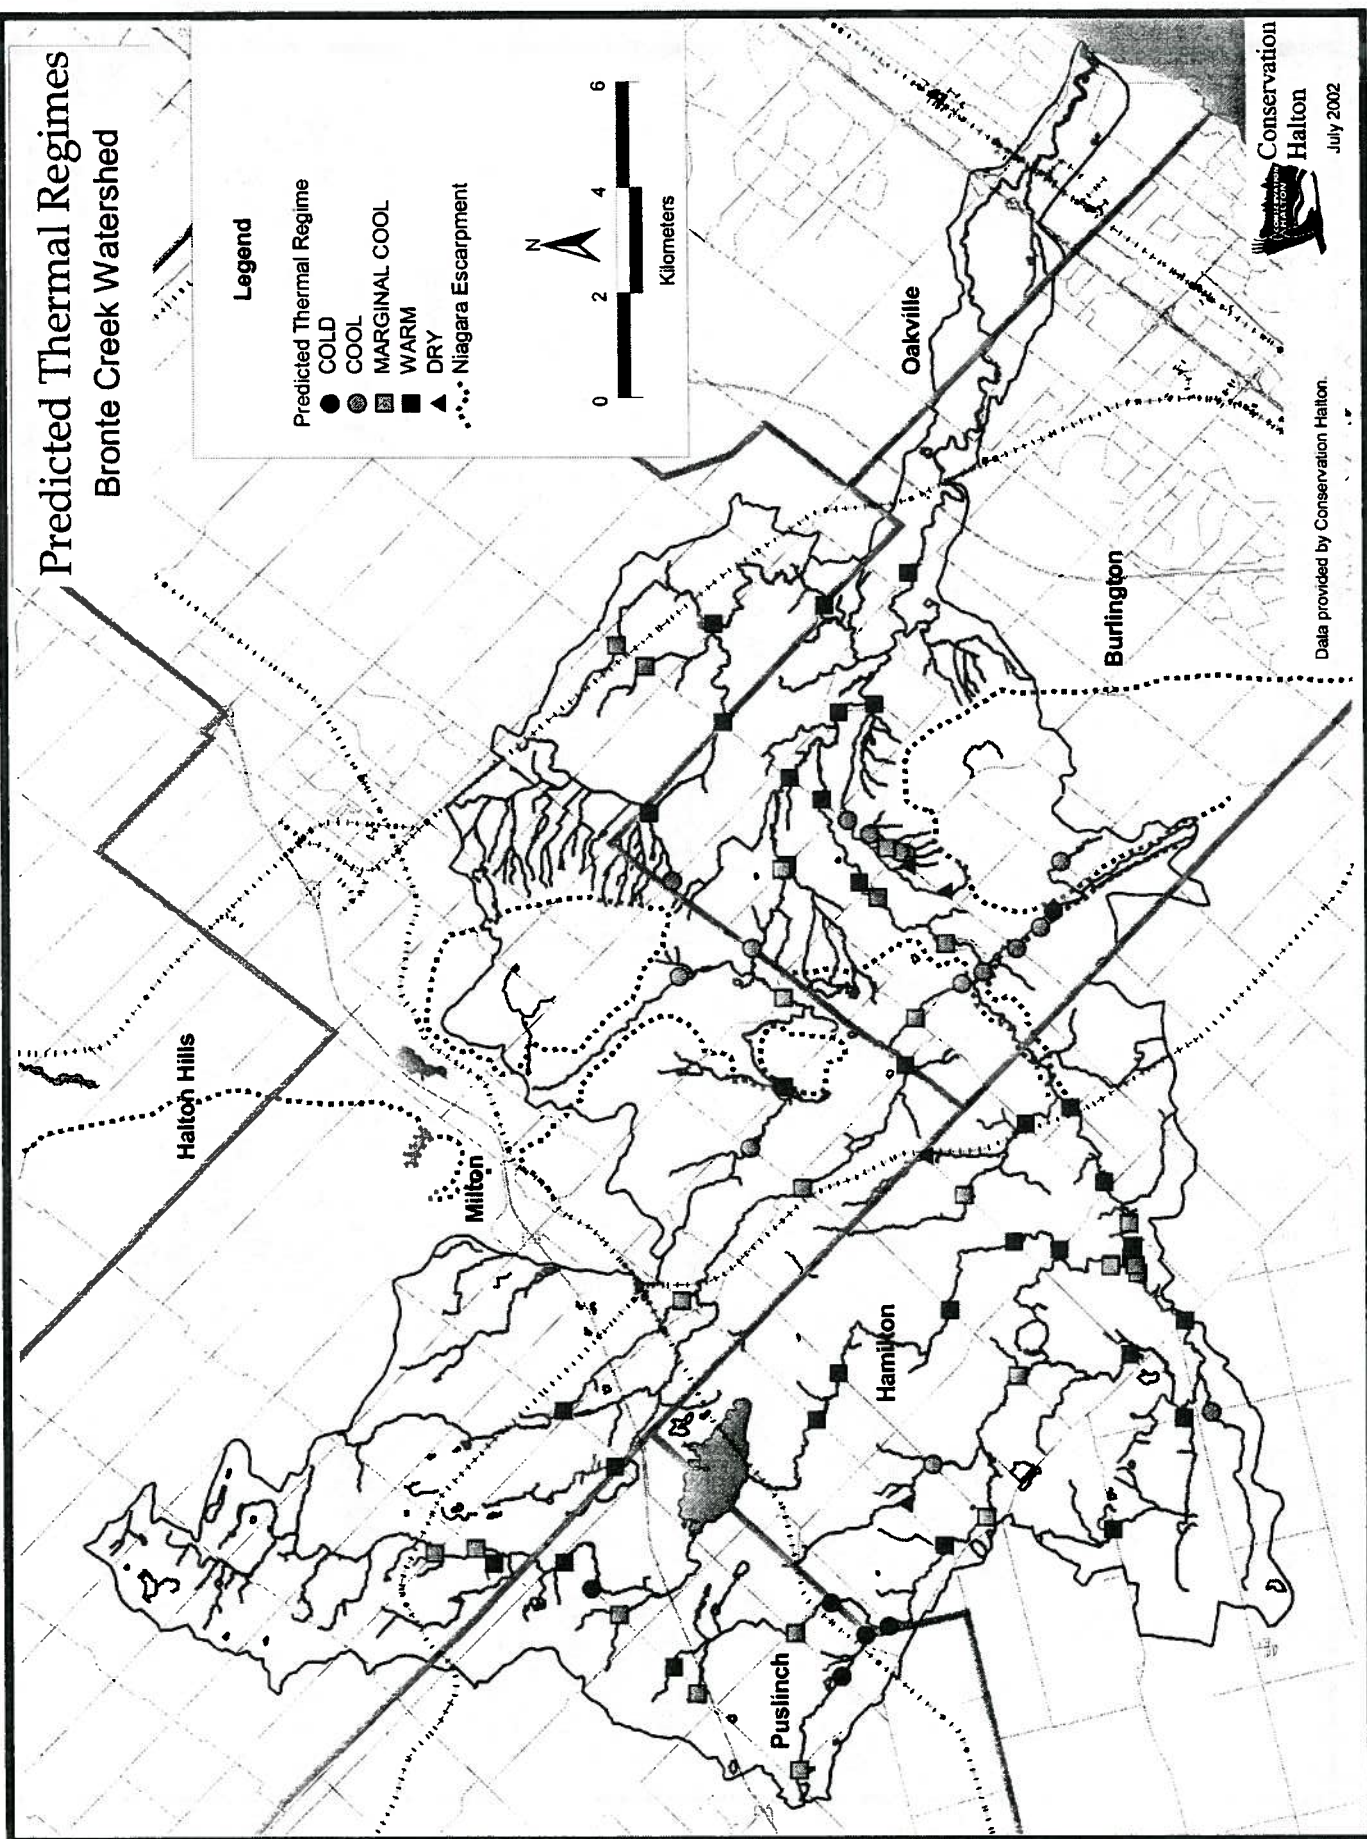 Predicted Thermal Regimes
Bronte Creek Watershed
Legend
Predicted Thermal Regime
COLD
COOL
MARGINAL COOL
WARM
DRY
Niagara Escarpment
N
0 2 4 6
Kilometers
Halton Hills
Milton
Oakville
Burlington
Hamilton
Puslinch
Conservation
Halton
July 2002
CONSERVATION
HALTON
Data provided by Conservation Halton.